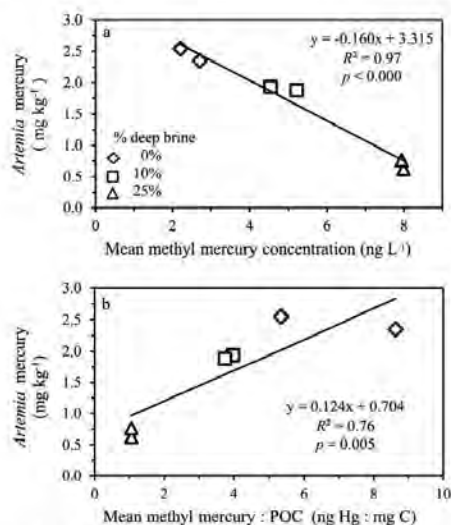 a
y = -0.160x + 3.315
R² = 0.97
p < 0.000
% deep brine
0%
10%
25%
Artemia mercury
( mg kg⁻¹)
3.0
2.5
2.0
1.5
1.0
0.5
0.0
0 2 4 6 8
Mean methyl mercury concentration (ng L⁻¹)
b
y = 0.124x + 0.704
R² = 0.76
p = 0.005
Artemia mercury
(mg kg⁻¹)
3.0
2.5
2.0
1.5
1.0
0.5
0.0
0 2 4 6 8 10
Mean methyl mercury : POC (ng Hg : mg C)